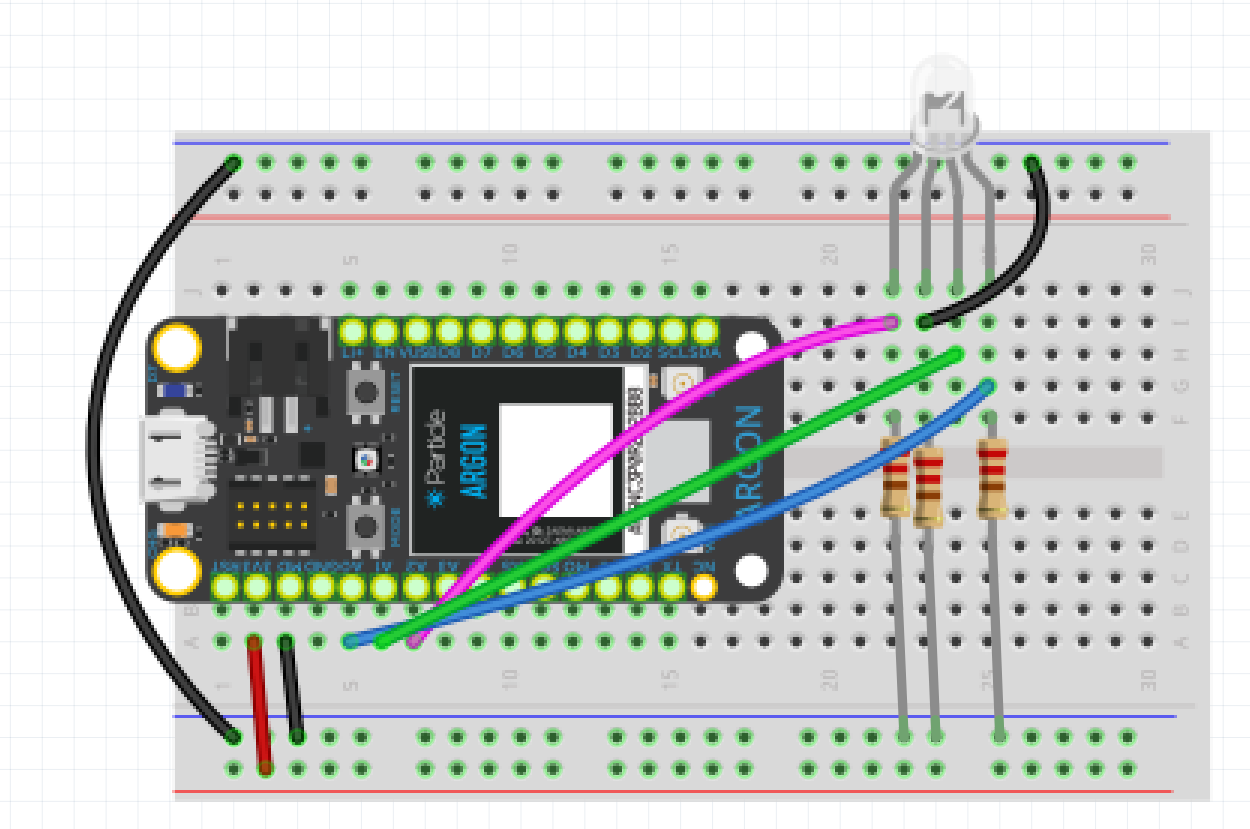 1 5 10 15 20 30
J
J
I
H
G
F
LI+ EN VUSB D8 D7 D6 D5 D4 D3 D2 SCL SDA
RESET
Particle
ARGON
ARGON
MODE
E
D
C
RST 3V3 MD GND A0 A1 A2 A3 TX NC
B B
A A
1 5 10 15 20 25 30